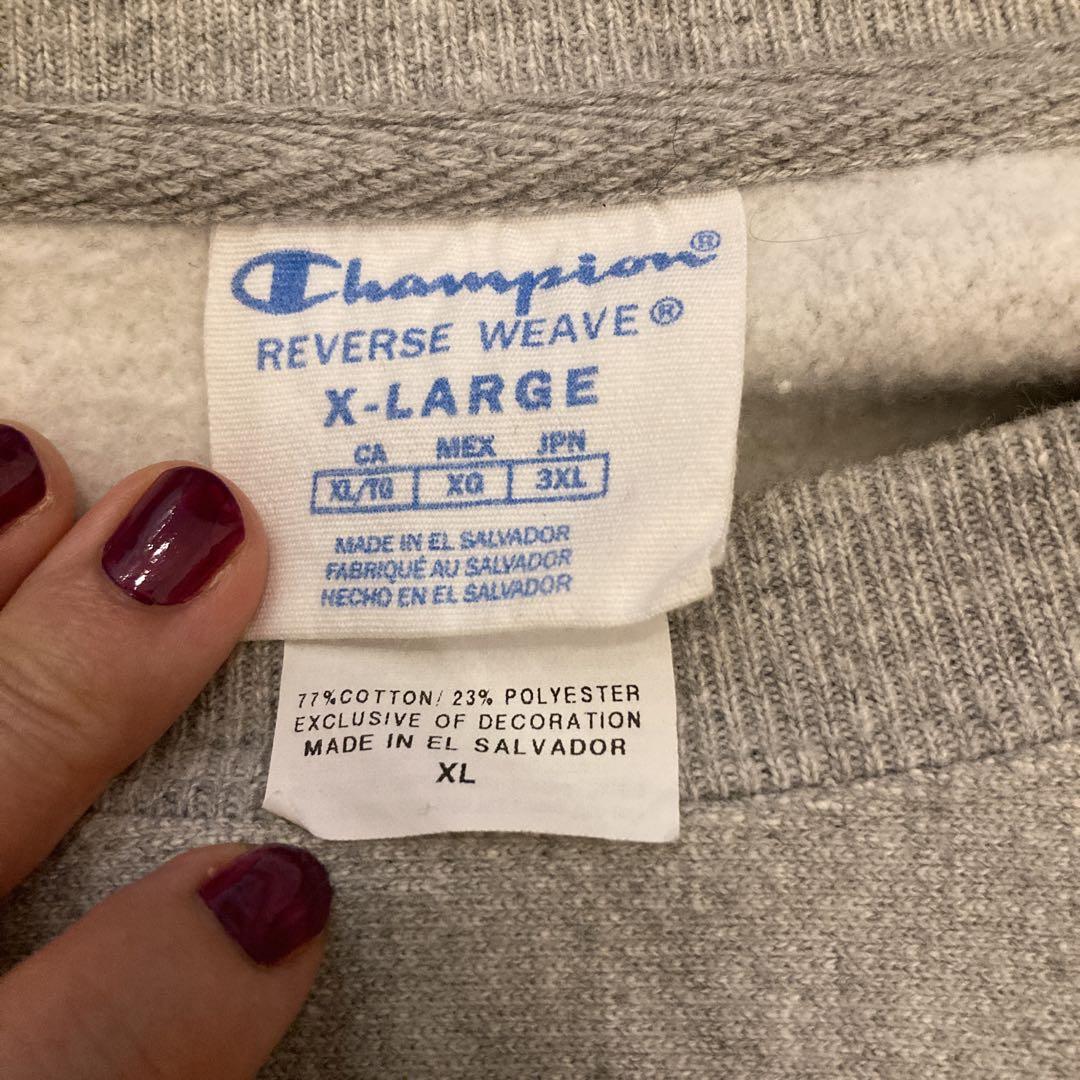 Champion®
REVERSE WEAVE®
X-LARGE
CA MEX JPN
XL/TG XG 3XL
MADE IN EL SALVADOR
FABRIQUÉ AU SALVADOR
HECHO EN EL SALVADOR
77%COTTON/ 23% POLYESTER
EXCLUSIVE OF DECORATION
MADE IN EL SALVADOR
XL